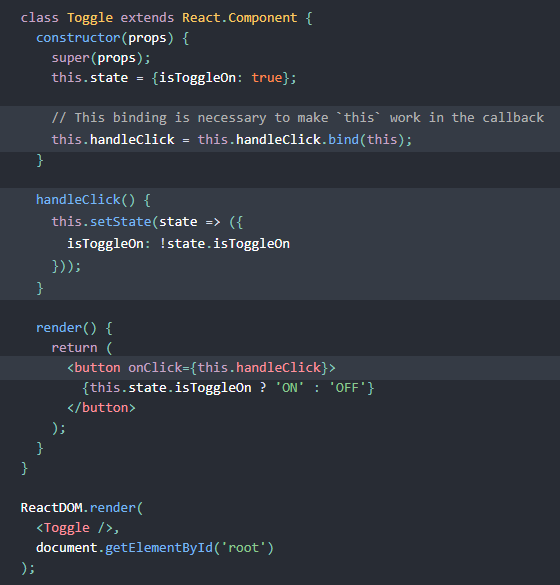 class Toggle extends React.Component {
  constructor(props) {
    super(props);
    this.state = {isToggleOn: true};

    // This binding is necessary to make `this` work in the callback
    this.handleClick = this.handleClick.bind(this);
  }

  handleClick() {
    this.setState(state => ({
      isToggleOn: !state.isToggleOn
    }));
  }

  render() {
    return (
      <button onClick={this.handleClick}>
        {this.state.isToggleOn ? 'ON' : 'OFF'}
      </button>
    );
  }
}

ReactDOM.render(
  <Toggle />,
  document.getElementById('root')
);